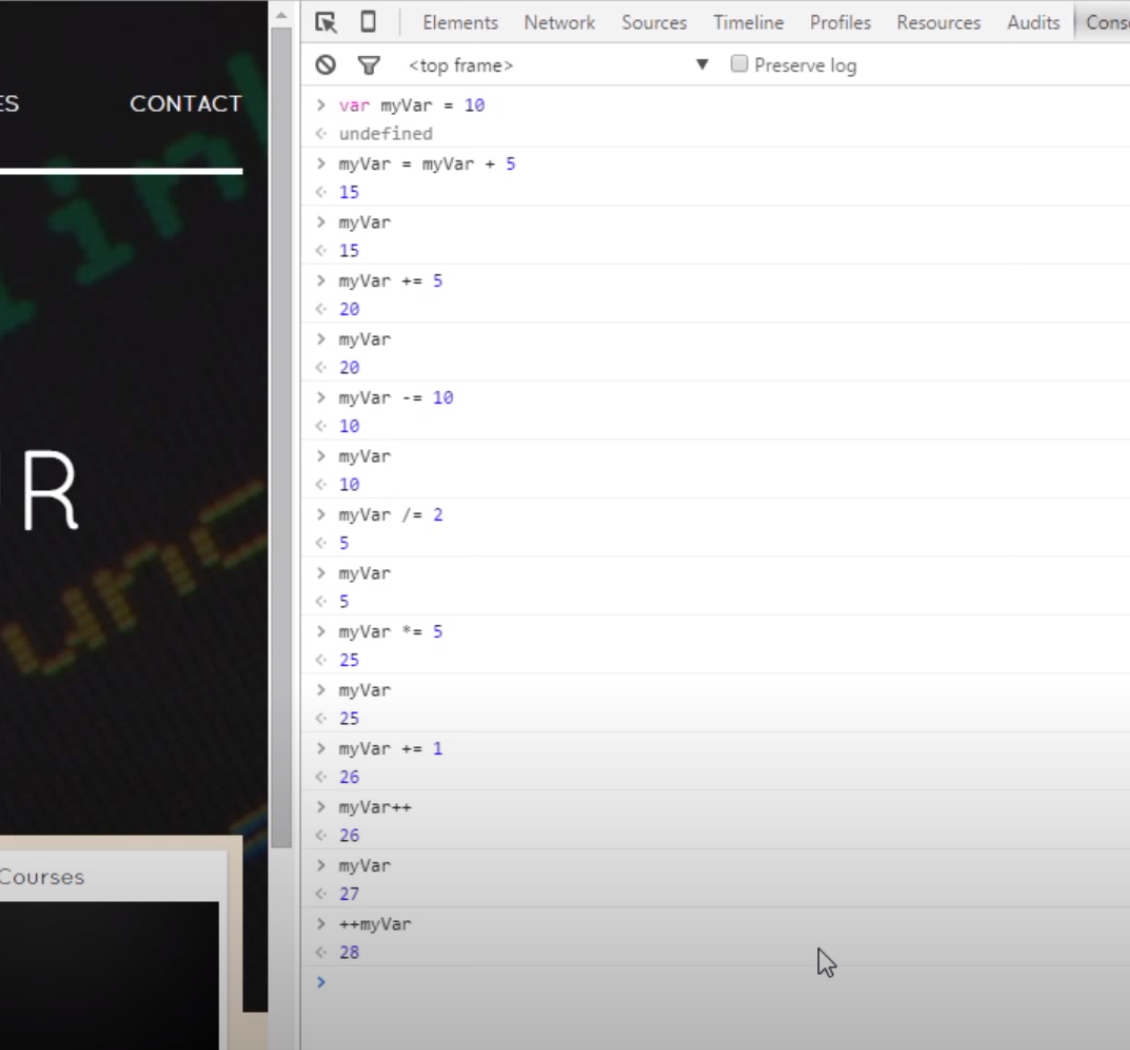 Elements Network Sources Timeline Profiles Resources Audits
<top frame> ▼ Preserve log
CONTACT
> var myVar = 10
<· undefined
> myVar = myVar + 5
<· 15
> myVar
<· 15
> myVar += 5
<· 20
> myVar
<· 20
> myVar -= 10
<· 10
> myVar
<· 10
> myVar /= 2
<· 5
> myVar
<· 5
> myVar *= 5
<· 25
> myVar
<· 25
> myVar += 1
<· 26
> myVar++
<· 26
> myVar
<· 27
> ++myVar
<· 28
>
Courses